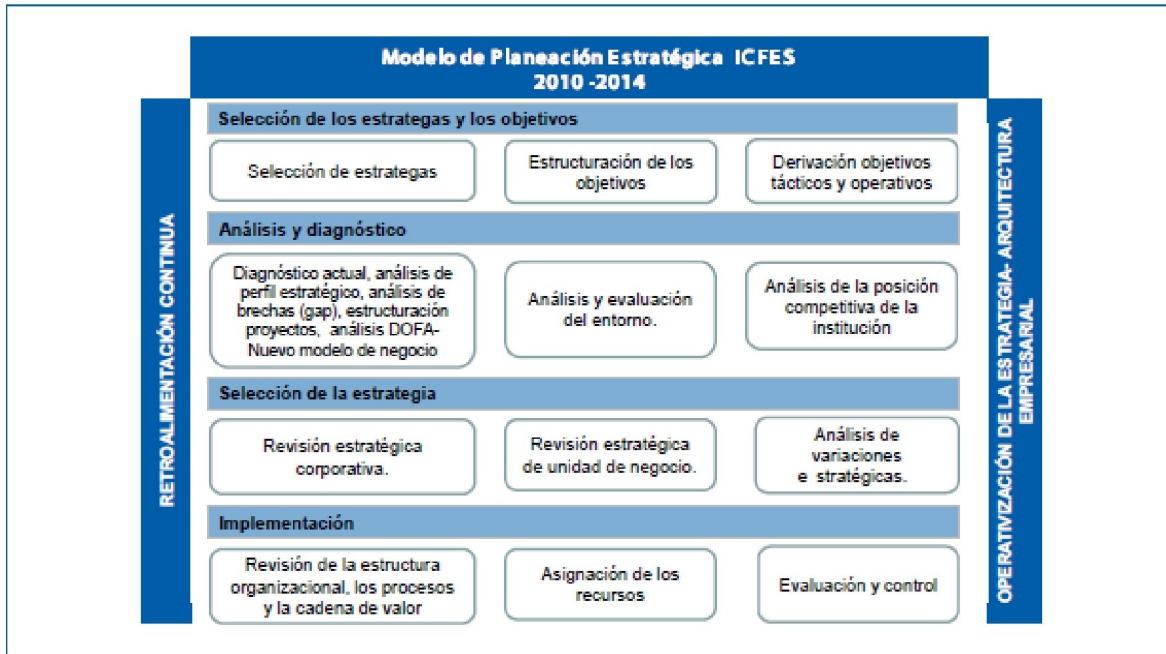 Modelo de Planeación Estratégica ICFES
2010 -2014
RETROALIMENTACIÓN CONTINUA
Selección de los estrategas y los objetivos
Selección de estrategas
Estructuración de los
objetivos
Derivación objetivos
tácticos y operativos
Análisis y diagnóstico
Diagnóstico actual, análisis de
perfil estratégico, análisis de
brechas (gap), estructuración
proyectos, análisis DOFA-
Nuevo modelo de negocio
Análisis y evaluación
del entorno.
Análisis de la posición
competitiva de la
institución
Selección de la estrategia
Revisión estratégica
corporativa.
Revisión estratégica
de unidad de negocio.
Análisis de
variaciones
e stratégicas.
Implementación
Revisión de la estructura
organizacional, los procesos
y la cadena de valor
Asignación de los
recursos
Evaluación y control
OPERATIVIZACIÓN DE LA ESTRATEGIA- ARQUITECTURA
EMPRESARIAL